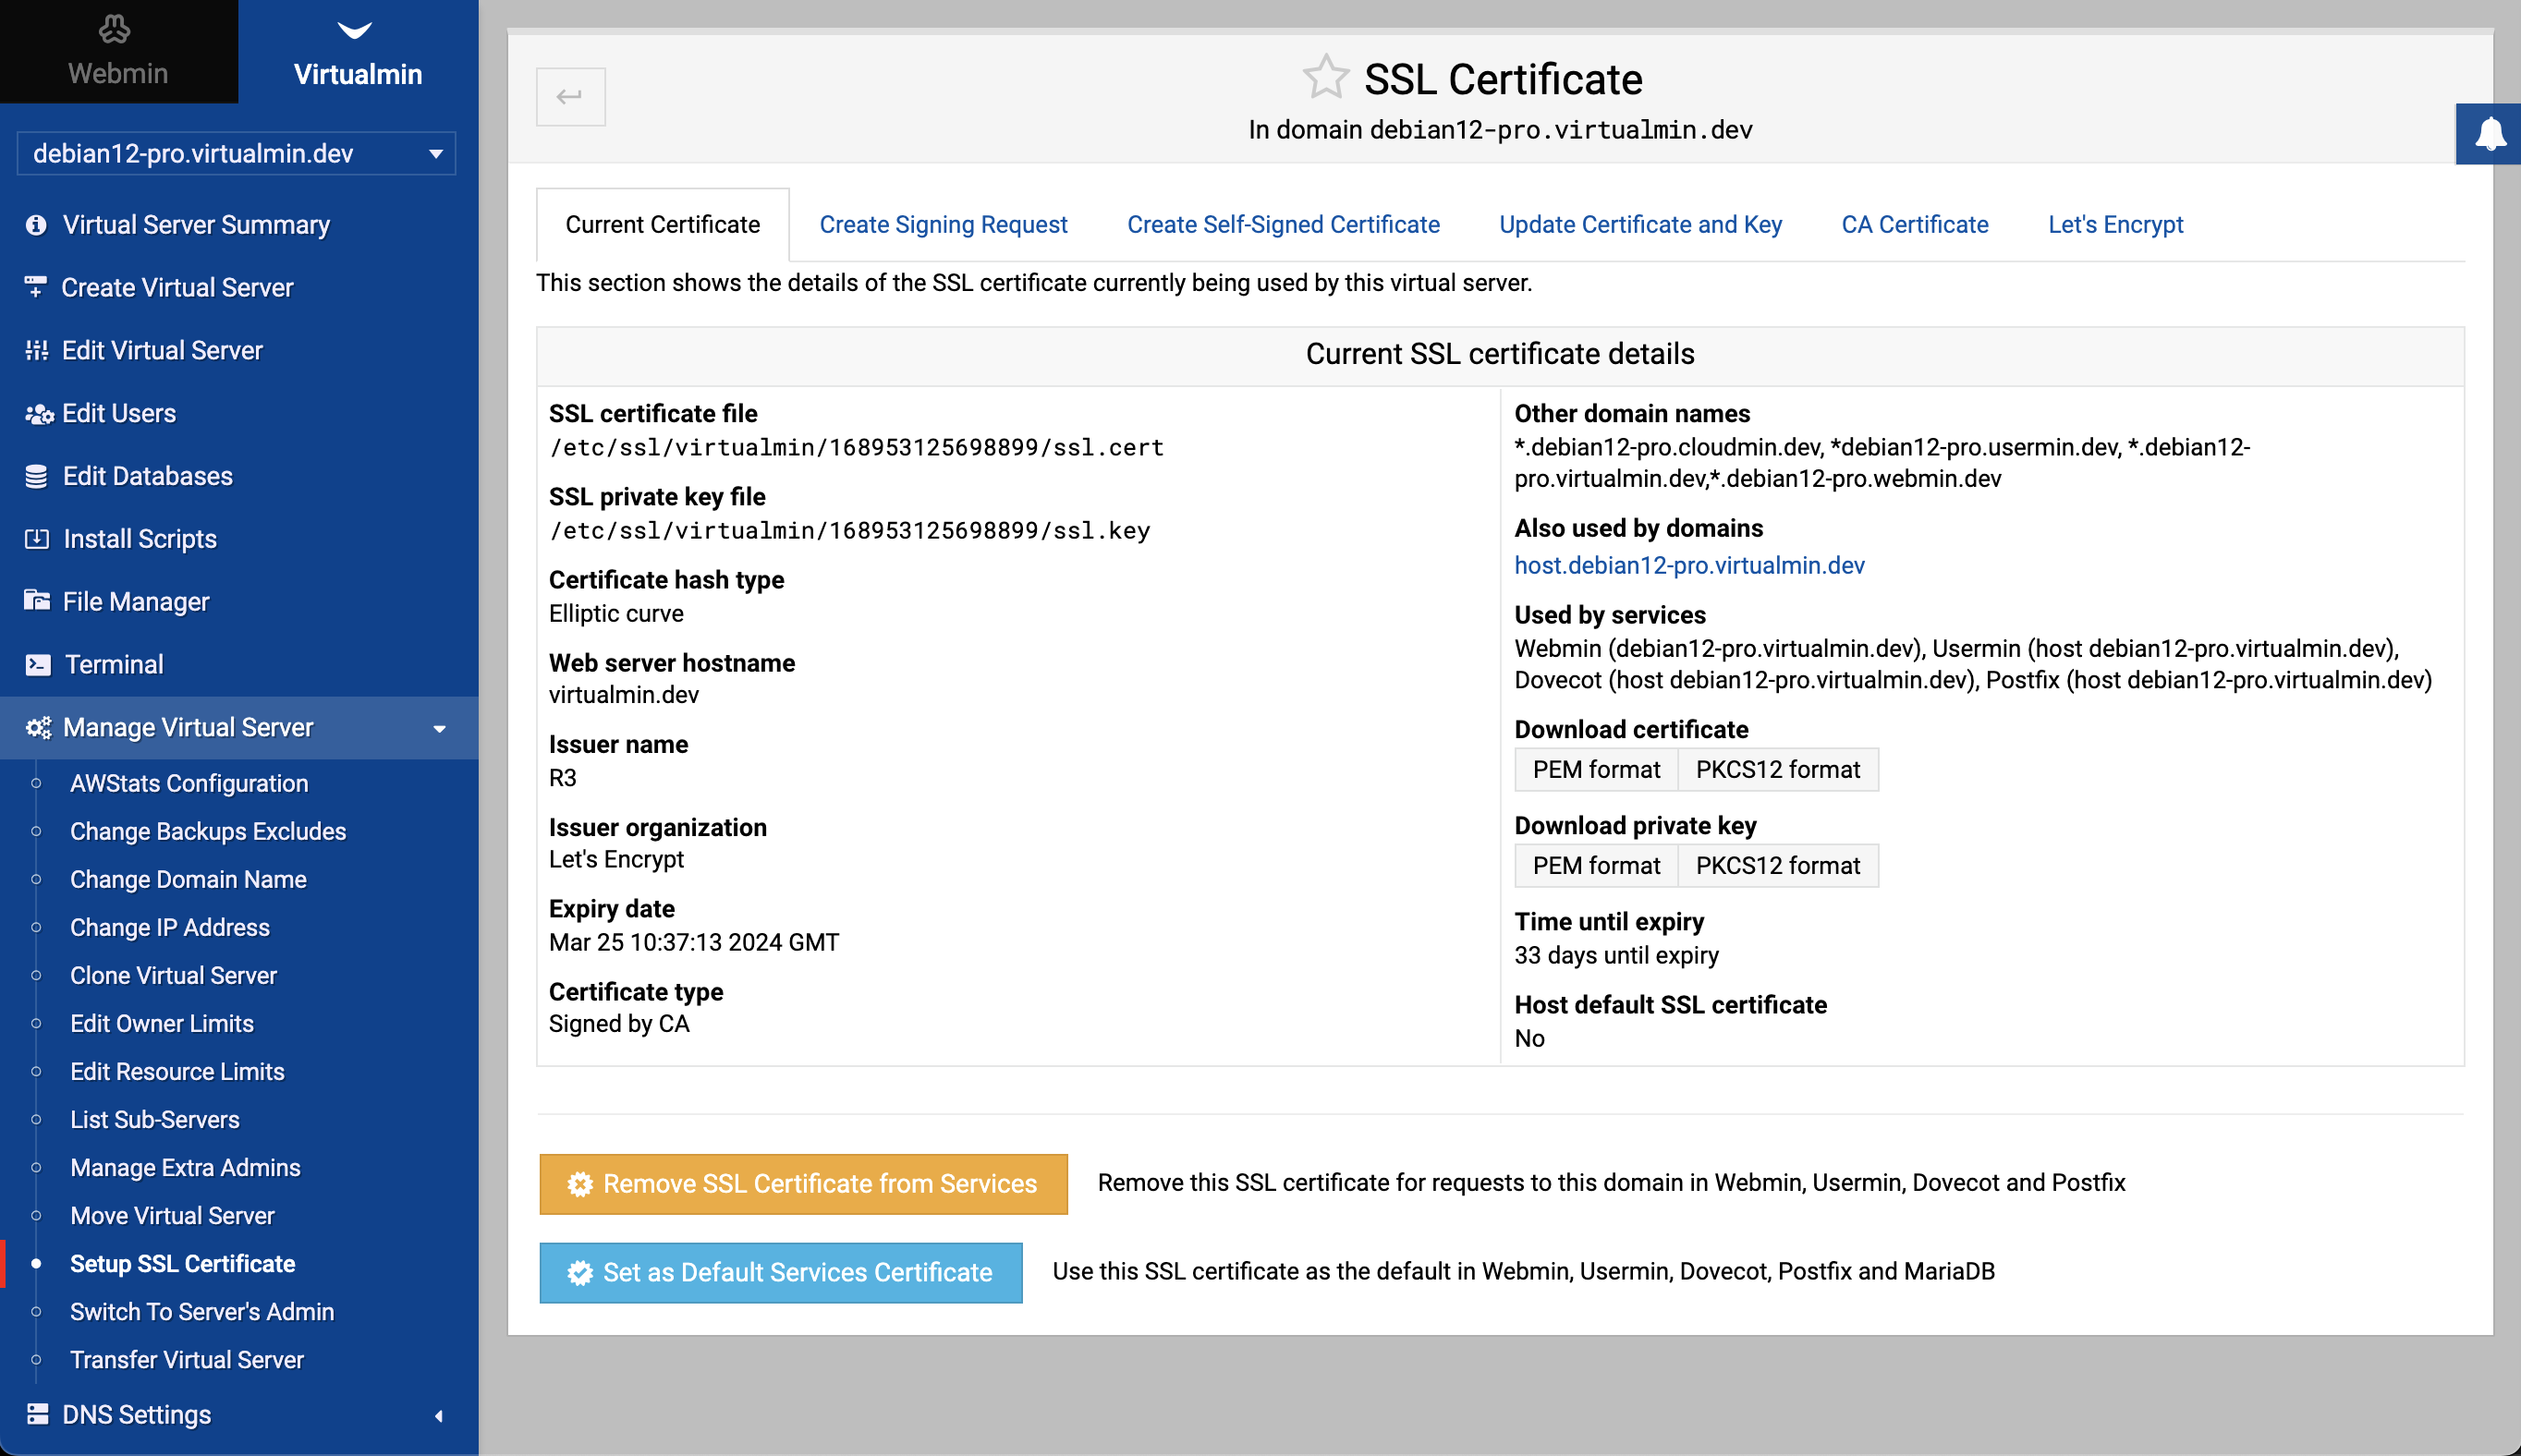 Webmin
Virtualmin
debian12-pro.virtualmin.dev
Virtual Server Summary
Create Virtual Server
Edit Virtual Server
Edit Users
Edit Databases
Install Scripts
File Manager
Terminal
Manage Virtual Server
AWStats Configuration
Change Backups Excludes
Change Domain Name
Change IP Address
Clone Virtual Server
Edit Owner Limits
Edit Resource Limits
List Sub-Servers
Manage Extra Admins
Move Virtual Server
Setup SSL Certificate
Switch To Server's Admin
Transfer Virtual Server
DNS Settings
SSL Certificate
In domain debian12-pro.virtualmin.dev
Current Certificate
Create Signing Request
Create Self-Signed Certificate
Update Certificate and Key
CA Certificate
Let's Encrypt
This section shows the details of the SSL certificate currently being used by this virtual server.
Current SSL certificate details
SSL certificate file
/etc/ssl/virtualmin/168953125698899/ssl.cert
SSL private key file
/etc/ssl/virtualmin/168953125698899/ssl.key
Certificate hash type
Elliptic curve
Web server hostname
virtualmin.dev
Issuer name
R3
Issuer organization
Let's Encrypt
Expiry date
Mar 25 10:37:13 2024 GMT
Certificate type
Signed by CA
Other domain names
*.debian12-pro.cloudmin.dev, *debian12-pro.usermin.dev, *.debian12-
pro.virtualmin.dev,*.debian12-pro.webmin.dev
Also used by domains
host.debian12-pro.virtualmin.dev
Used by services
Webmin (debian12-pro.virtualmin.dev), Usermin (host debian12-pro.virtualmin.dev),
Dovecot (host debian12-pro.virtualmin.dev), Postfix (host debian12-pro.virtualmin.dev)
Download certificate
PEM format
PKCS12 format
Download private key
PEM format
PKCS12 format
Time until expiry
33 days until expiry
Host default SSL certificate
No
Remove SSL Certificate from Services
Remove this SSL certificate for requests to this domain in Webmin, Usermin, Dovecot and Postfix
Set as Default Services Certificate
Use this SSL certificate as the default in Webmin, Usermin, Dovecot, Postfix and MariaDB